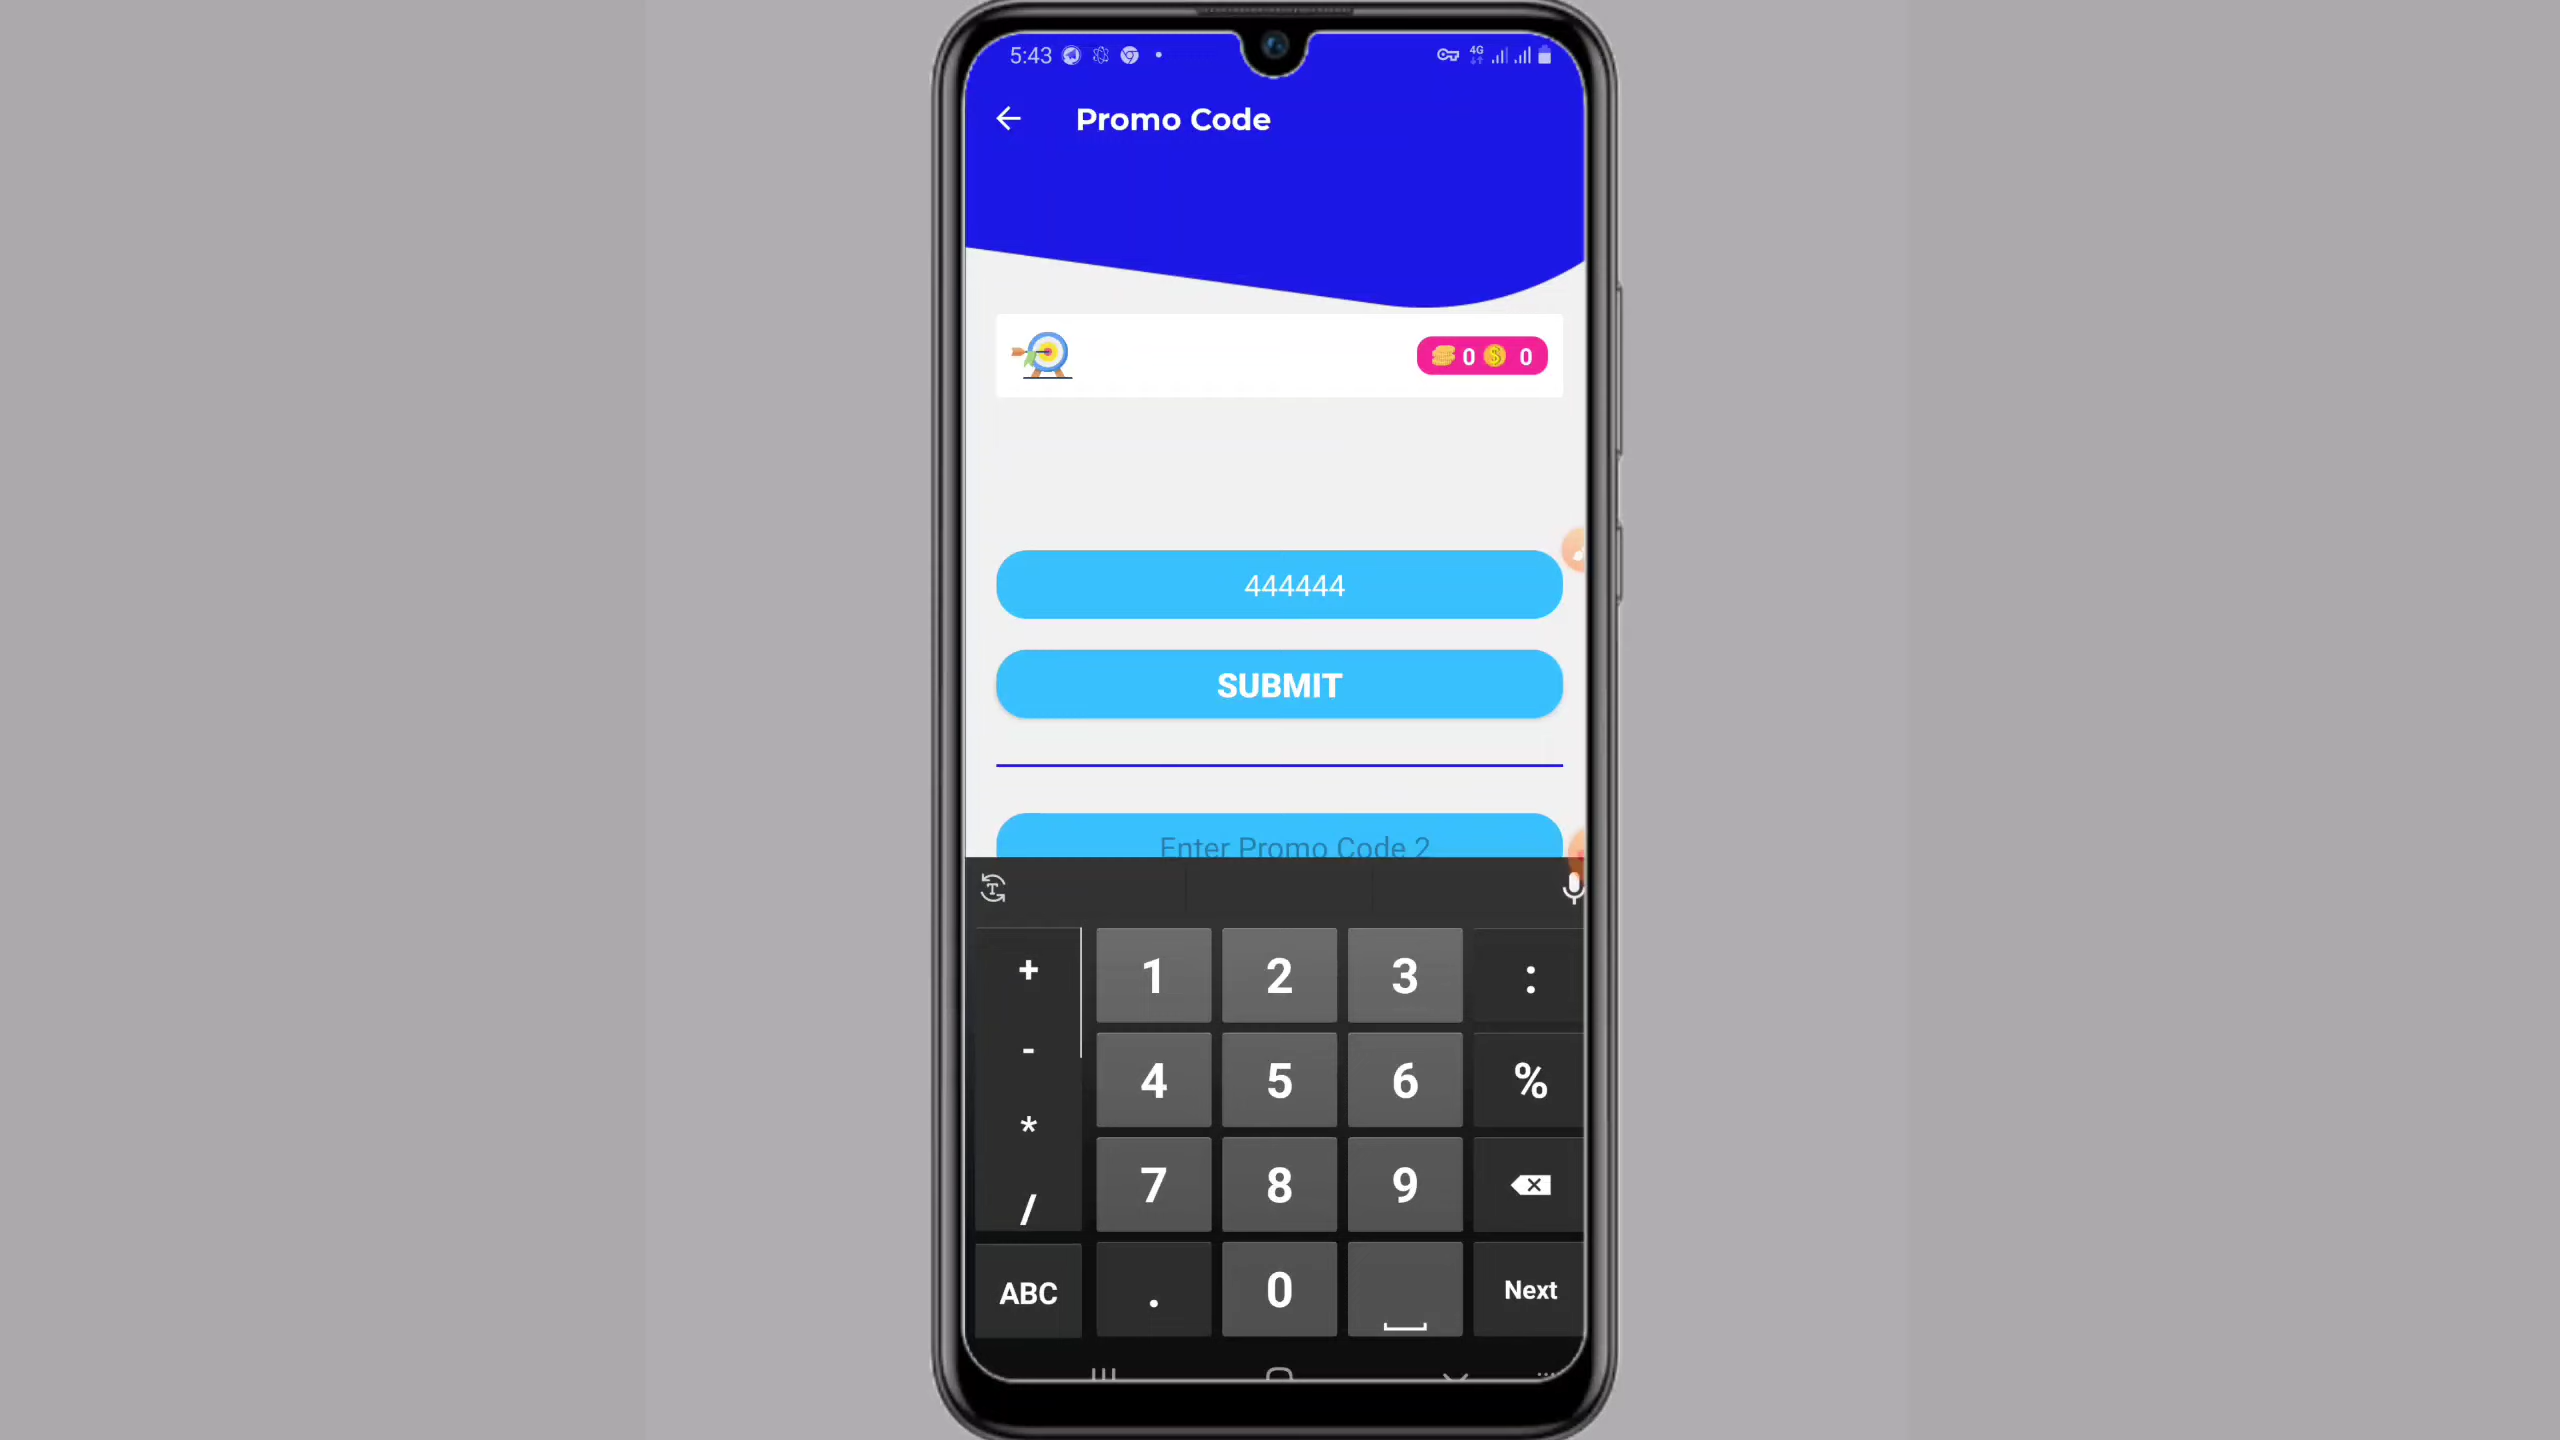 5:43 4G
Promo Code
0 0
444444
SUBMIT
Enter Promo Code 2
+ 1 2 3 :
- 4 5 6 %
* 7 8 9
/
ABC . 0 Next